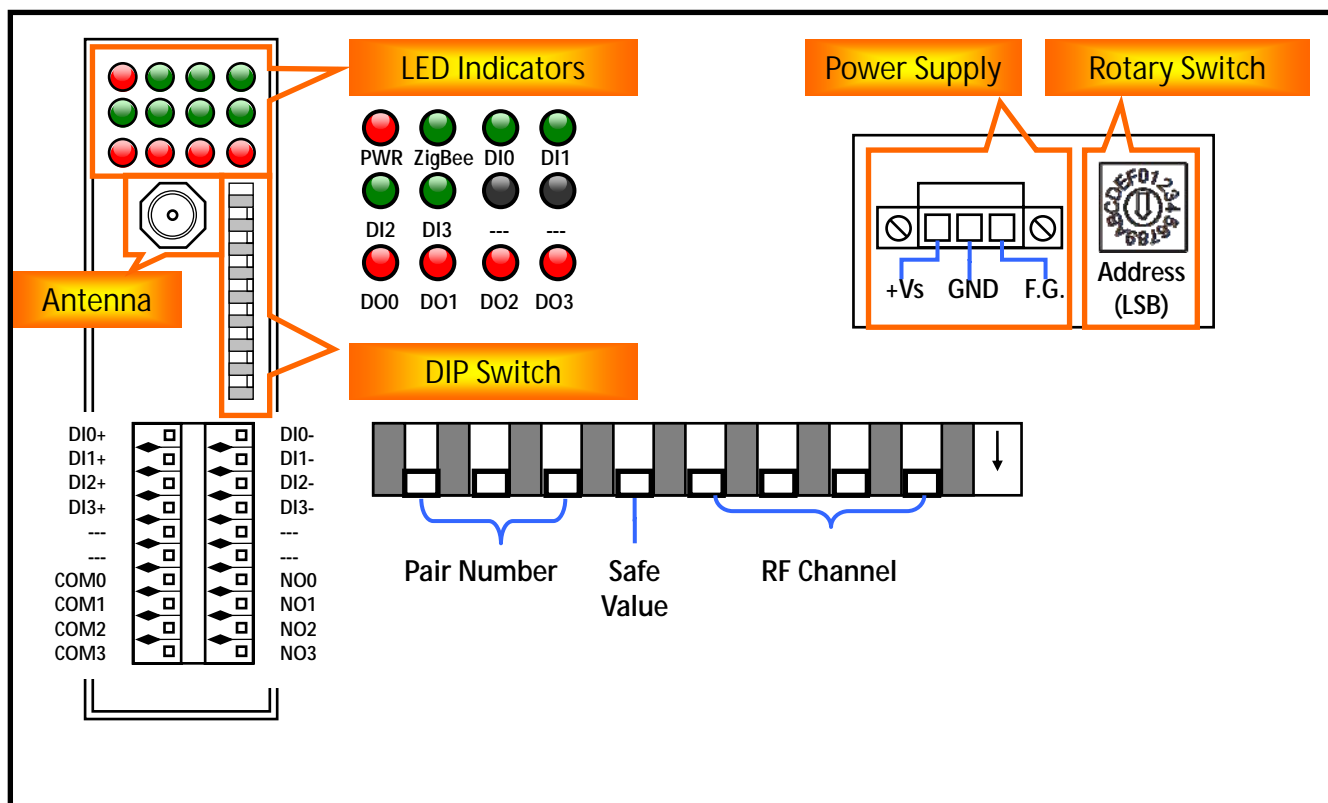 LED Indicators
Power Supply
Rotary Switch
PWR ZigBee DI0 DI1
DI2 DI3 --- ---
DO0 DO1 DO2 DO3
+Vs GND F.G.
0123456789ABCDEF
Address
(LSB)
Antenna
DIP Switch
DI0+ DI0-
DI1+ DI1-
DI2+ DI2-
DI3+ DI3-
--- ---
--- ---
COM0 NO0
COM1 NO1
COM2 NO2
COM3 NO3
Pair Number
Safe
Value
RF Channel